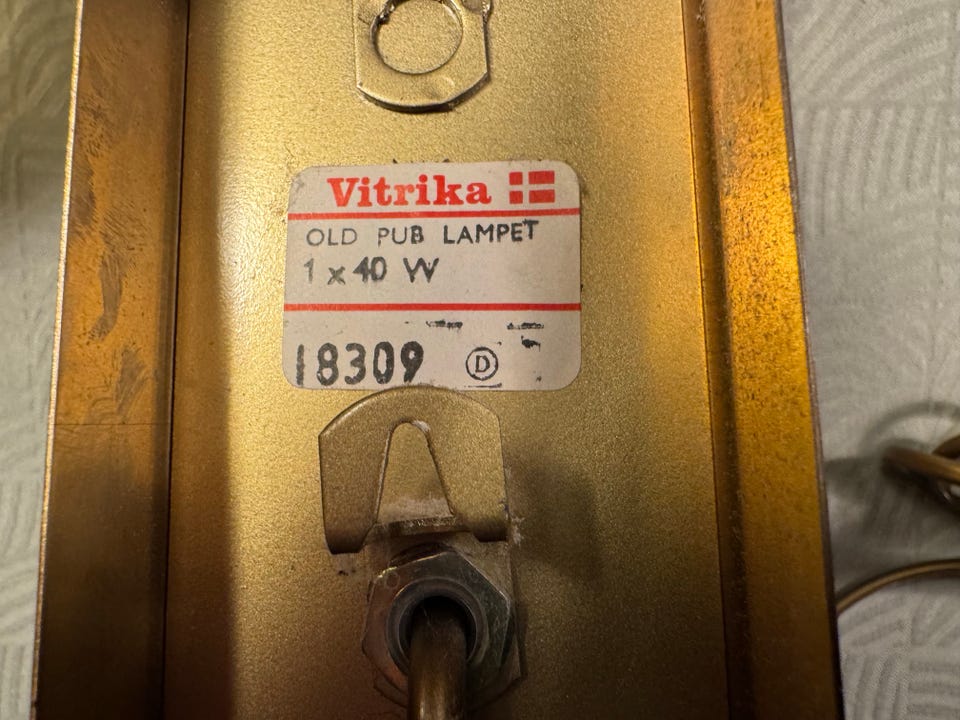 Vitrika
OLD PUB LAMPET
1 x 40 W
18309 D